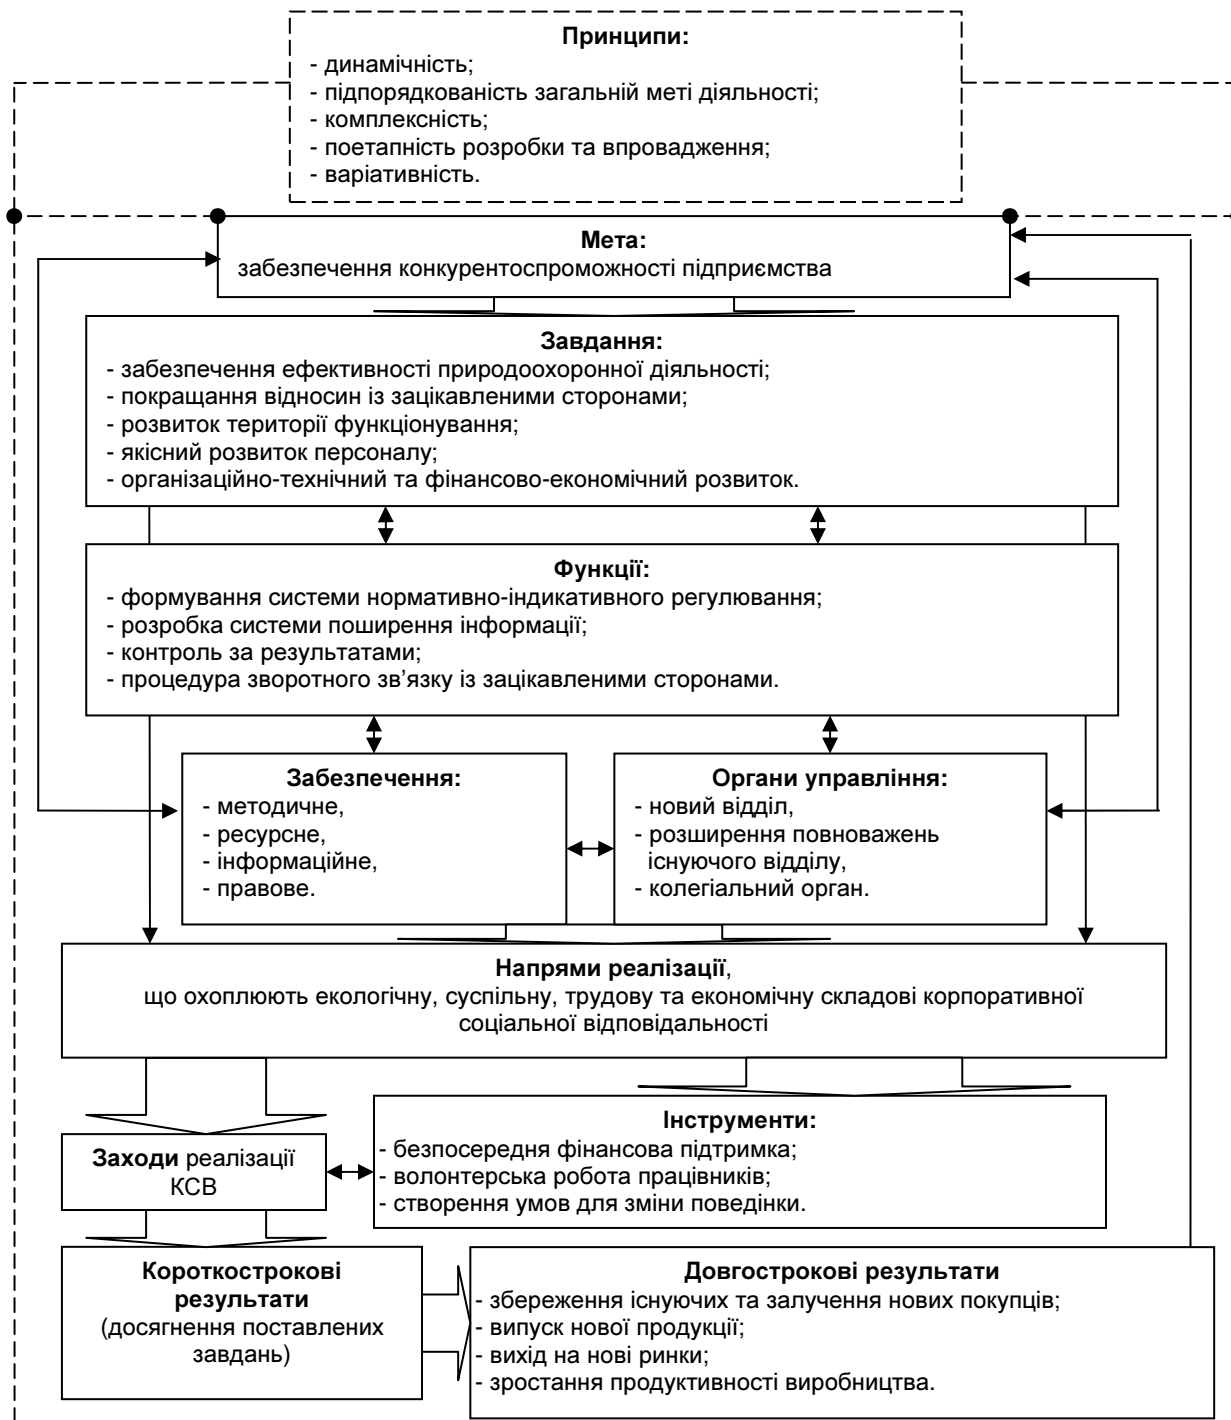 Принципи:
- динамічність;
- підпорядкованість загальній меті діяльності;
- комплексність;
- поетапність розробки та впровадження;
- варіативність.
Мета:
забезпечення конкурентоспроможності підприємства
Завдання:
- забезпечення ефективності природоохоронної діяльності;
- покращання відносин із зацікавленими сторонами;
- розвиток території функціонування;
- якісний розвиток персоналу;
- організаційно-технічний та фінансово-економічний розвиток.
Функції:
- формування системи нормативно-індикативного регулювання;
- розробка системи поширення інформації;
- контроль за результатами;
- процедура зворотного зв’язку із зацікавленими сторонами.
Забезпечення:
- методичне,
- ресурсне,
- інформаційне,
- правове.
Органи управління:
- новий відділ,
- розширення повноважень
існуючого відділу,
- колегіальний орган.
Напрями реалізації,
що охоплюють екологічну, суспільну, трудову та економічну складові корпоративної
соціальної відповідальності
Заходи реалізації
КСВ
Інструменти:
- безпосередня фінансова підтримка;
- волонтерська робота працівників;
- створення умов для зміни поведінки.
Короткострокові
результати
(досягнення поставлених
завдань)
Довгострокові результати
- збереження існуючих та залучення нових покупців;
- випуск нової продукції;
- вихід на нові ринки;
- зростання продуктивності виробництва.